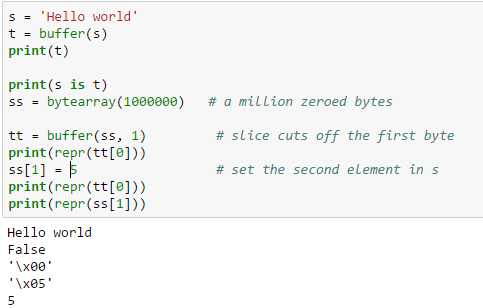 s = 'Hello world'
t = buffer(s)
print(t)

print(s is t)
ss = bytearray(1000000)   # a million zeroed bytes

tt = buffer(ss, 1)         # slice cuts off the first byte
print(repr(tt[0]))
ss[1] = 5                  # set the second element in s
print(repr(tt[0]))
print(repr(ss[1]))

Hello world
False
'\x00'
'\x05'
5